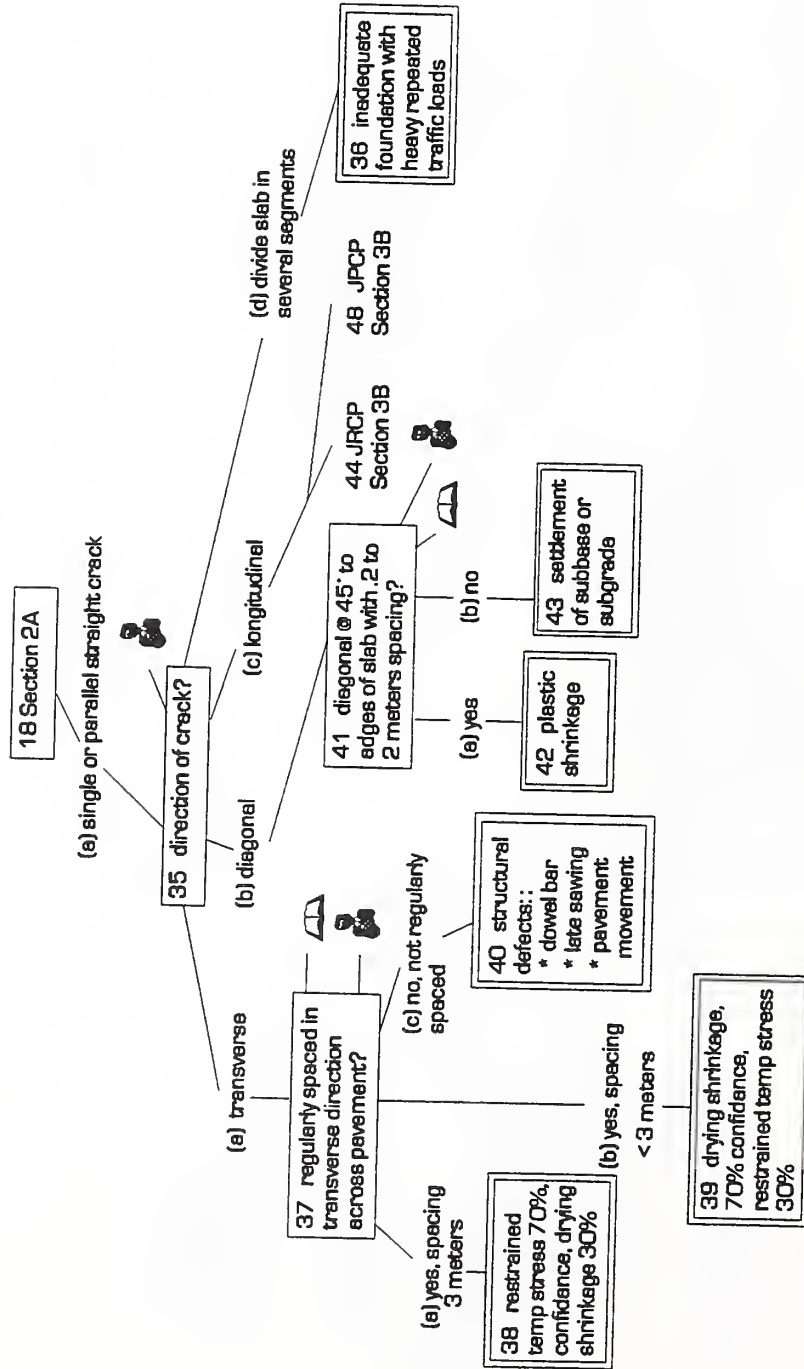 18 Section 2A
(a) single or parallel straight crack
35 direction of crack?
(a) transverse
(b) diagonal
(c) longitudinal
(d) divide slab in
several segments
37 regularly spaced in
transverse direction
across pavement?
(a) yes, spacing
3 meters
38 restrained
temp stress 70%,
confidence, drying
shrinkage 30%
(b) yes, spacing
< 3 meters
39 drying shrinkage,
70% confidance,
restrained temp stress
30%
(c) no, not regularly
spaced
40 structural
defects::
* dowel bar
* late sawing
* pavement
movement
41 diagonal @ 45° to
edges of slab with .2 to
2 meters spacing?
(a) yes
42 plastic
shrinkage
(b) no
43 settlement
of subbase or
subgrade
44 JRCP
Section 3B
48 JPCP
Section 3B
36 inadequate
foundation with
heavy repeated
traffic loads